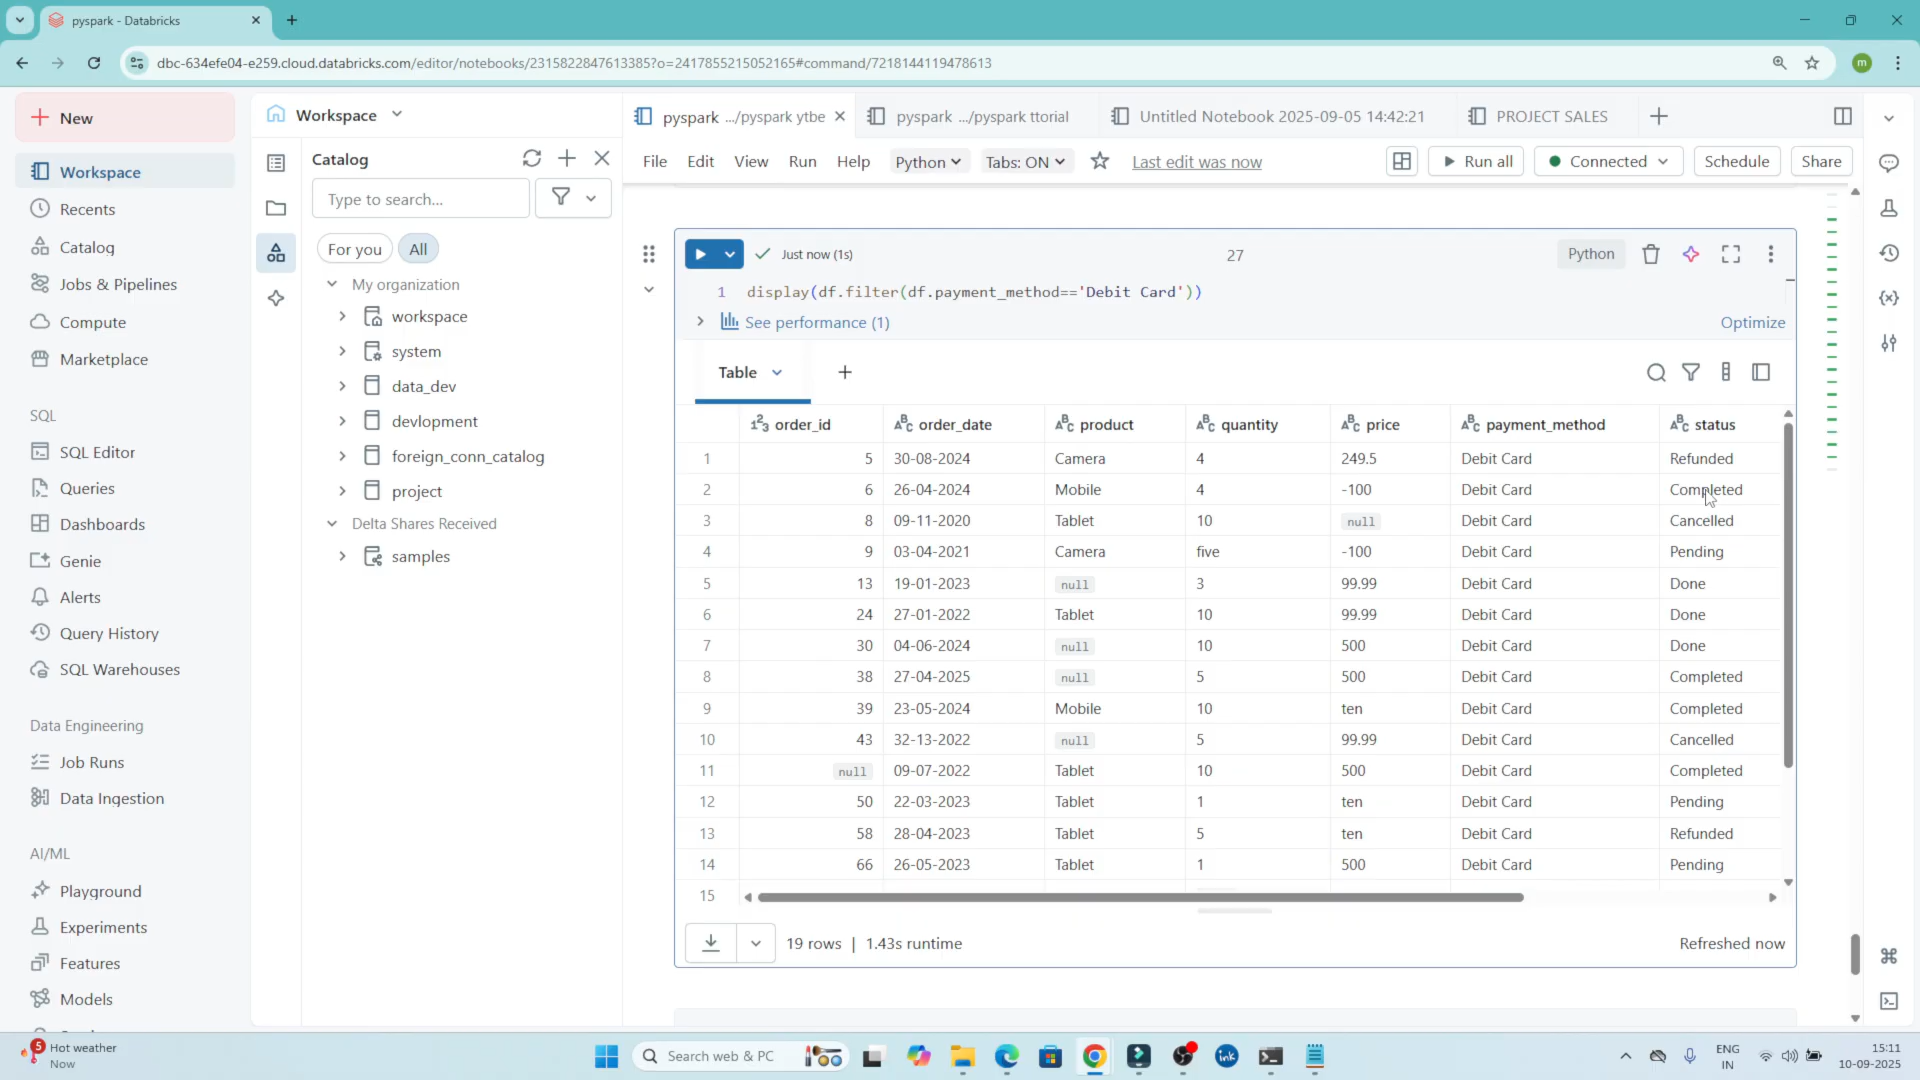 pyspark - Databricks
dbc-634efe04-e259.cloud.databricks.com/editor/notebooks/2315822847613385?o=2417855215052165#command/7218144119478613
m
New
Workspace
Recents
Catalog
Jobs & Pipelines
Compute
Marketplace
SQL
SQL Editor
Queries
Dashboards
Genie
Alerts
Query History
SQL Warehouses
Data Engineering
Job Runs
Data Ingestion
AI/ML
Playground
Experiments
Features
Models
Workspace
Catalog
Type to search...
For you All
My organization
workspace
system
data_dev
devlopment
foreign_conn_catalog
project
Delta Shares Received
samples
pyspark .../pyspark ytbe
pyspark .../pyspark ttorial
Untitled Notebook 2025-09-05 14:42:21
PROJECT SALES
File Edit View Run Help Python Tabs: ON Last edit was now Run all Connected Schedule Share
Just now (1s) 27 Python
1 display(df.filter(df.payment_method=='Debit Card'))
See performance (1) Optimize
Table
order_id order_date product quantity price payment_method status
1 5 30-08-2024 Camera 4 249.5 Debit Card Refunded
2 6 26-04-2024 Mobile 4 -100 Debit Card Completed
3 8 09-11-2020 Tablet 10 null Debit Card Cancelled
4 9 03-04-2021 Camera five -100 Debit Card Pending
5 13 19-01-2023 null 3 99.99 Debit Card Done
6 24 27-01-2022 Tablet 10 99.99 Debit Card Done
7 30 04-06-2024 null 10 500 Debit Card Done
8 38 27-04-2025 null 5 500 Debit Card Completed
9 39 23-05-2024 Mobile 10 ten Debit Card Completed
10 43 32-13-2022 null 5 99.99 Debit Card Cancelled
11 null 09-07-2022 Tablet 10 500 Debit Card Completed
12 50 22-03-2023 Tablet 1 ten Debit Card Pending
13 58 28-04-2023 Tablet 5 ten Debit Card Refunded
14 66 26-05-2023 Tablet 1 500 Debit Card Pending
15
19 rows | 1.43s runtime Refreshed now
5
Hot weather
Now
Search web & PC
ink
ENG
IN
15:11
10-09-2025